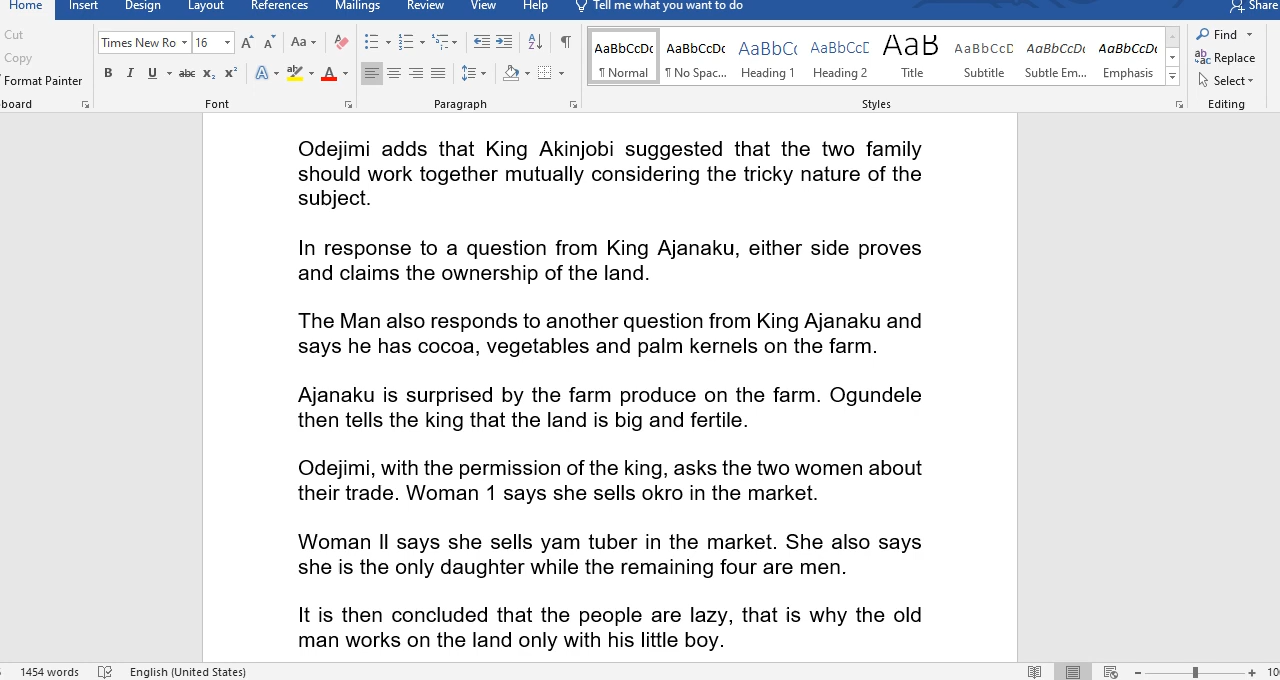 Home Insert Design Layout References Mailings Review View Help Tell me what you want to do Share
Cut
Copy
Format Painter
Times New Ro 16
Aa
B I U abc x₂ x²
AaBbCcDc AaBbCcDc AaBbCc AaBbCcD AaB AaBbCcD AaBbCcDc AaBbCcDc
¶ Normal ¶ No Spac... Heading 1 Heading 2 Title Subtitle Subtle Em... Emphasis
Find
Replace
Select
board Font Paragraph Styles Editing
Odejimi adds that King Akinjobi suggested that the two family
should work together mutually considering the tricky nature of the
subject.
In response to a question from King Ajanaku, either side proves
and claims the ownership of the land.
The Man also responds to another question from King Ajanaku and
says he has cocoa, vegetables and palm kernels on the farm.
Ajanaku is surprised by the farm produce on the farm. Ogundele
then tells the king that the land is big and fertile.
Odejimi, with the permission of the king, asks the two women about
their trade. Woman 1 says she sells okro in the market.
Woman II says she sells yam tuber in the market. She also says
she is the only daughter while the remaining four are men.
It is then concluded that the people are lazy, that is why the old
man works on the land only with his little boy.
1454 words English (United States) 10